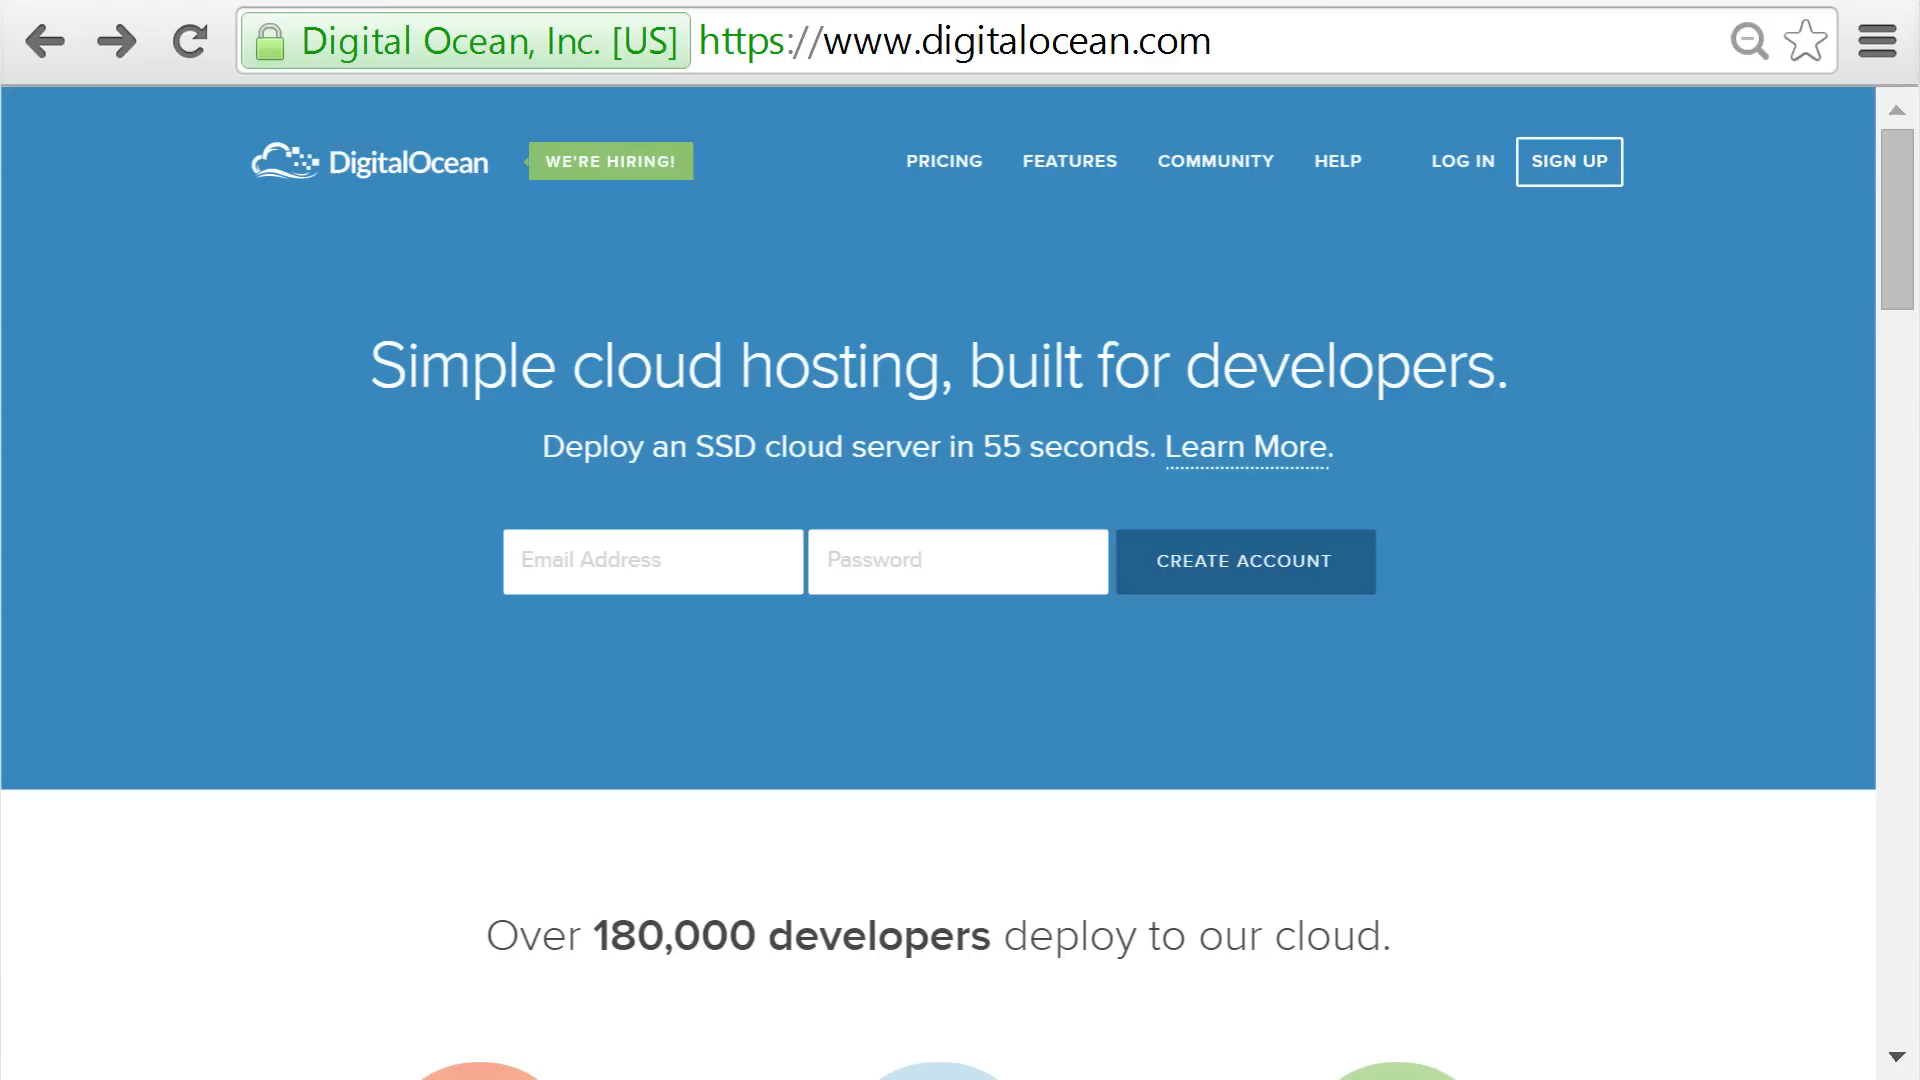 Digital Ocean, Inc. [US] https://www.digitalocean.com
DigitalOcean WE'RE HIRING! PRICING FEATURES COMMUNITY HELP LOG IN SIGN UP
Simple cloud hosting, built for developers.
Deploy an SSD cloud server in 55 seconds. Learn More.
Email Address Password CREATE ACCOUNT
Over 180,000 developers deploy to our cloud.